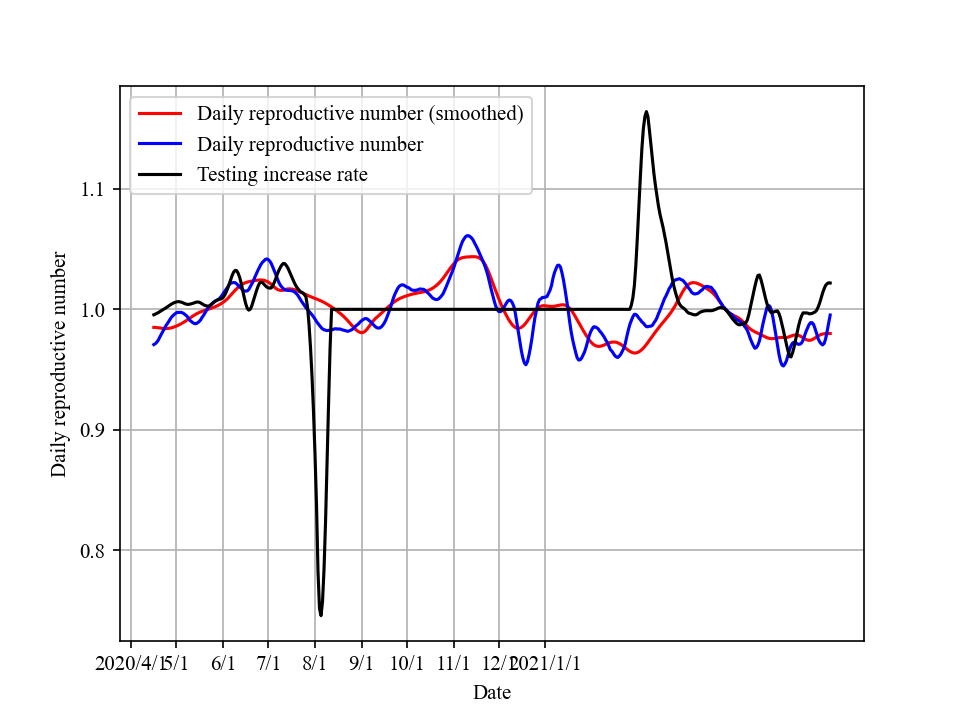 Daily reproductive number (smoothed)
Daily reproductive number
Testing increase rate
1.1
1.0
0.9
0.8
Daily reproductive number
2020/4/1 5/1 6/1 7/1 8/1 9/1 10/1 11/1 12/1 2021/1/1
Date